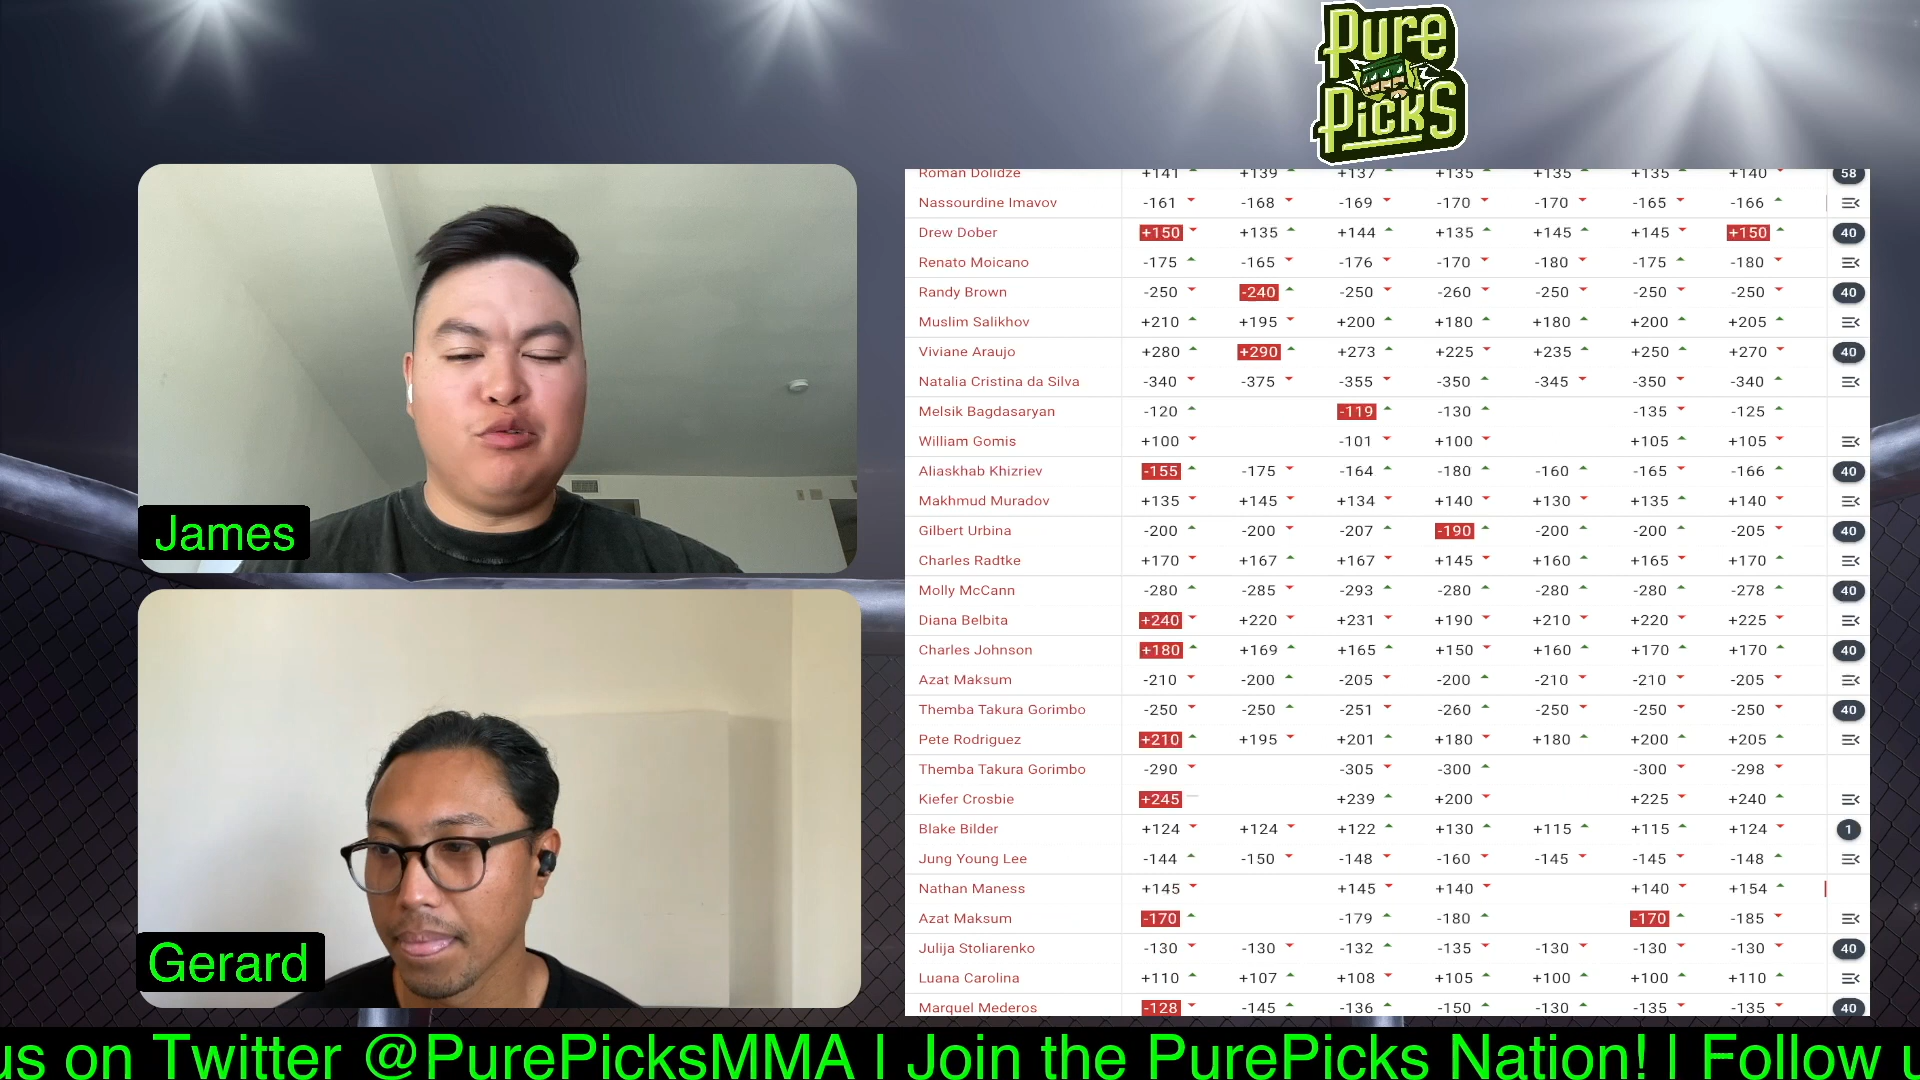 Pure
Picks
Roman Dolidze +141 +139 +137 +135 +135 +135 +140 58
Nassourdine Imavov -161 -168 -169 -170 -170 -165 -166
Drew Dober +150 +135 +144 +135 +145 +145 +150 40
Renato Moicano -175 -165 -176 -170 -180 -175 -180
Randy Brown -250 -240 -250 -260 -250 -250 -250 40
Muslim Salikhov +210 +195 +200 +180 +180 +200 +205
Viviane Araujo +280 +290 +273 +225 +235 +250 +270 40
Natalia Cristina da Silva -340 -375 -355 -350 -345 -350 -340
Melsik Bagdasaryan -120 -119 -130 -135 -125
William Gomis +100 -101 +100 +105 +105
Aliaskhab Khizriev -155 -175 -164 -180 -160 -165 -166 40
Makhmud Muradov +135 +145 +134 +140 +130 +135 +140
Gilbert Urbina -200 -200 -207 -190 -200 -200 -205 40
Charles Radtke +170 +167 +167 +145 +160 +165 +170
Molly McCann -280 -285 -293 -280 -280 -280 -278 40
Diana Belbita +240 +220 +231 +190 +210 +220 +225
Charles Johnson +180 +169 +165 +150 +160 +170 +170 40
Azat Maksum -210 -200 -205 -200 -210 -210 -205
Themba Takura Gorimbo -250 -250 -251 -260 -250 -250 -250 40
Pete Rodriguez +210 +195 +201 +180 +180 +200 +205
Themba Takura Gorimbo -290 -305 -300 -300 -298
Kiefer Crosbie +245 +239 +200 +225 +240
Blake Bilder +124 +124 +122 +130 +115 +115 +124 1
Jung Young Lee -144 -150 -148 -160 -145 -145 -148
Nathan Maness +145 +145 +140 +140 +154
Azat Maksum -170 -179 -180 -170 -185
Julija Stoliarenko -130 -130 -132 -135 -130 -130 -130 40
Luana Carolina +110 +107 +108 +105 +100 +100 +110
Marquel Mederos -128 -145 -136 -150 -130 -135 -135 40
James
Gerard
us on Twitter @PurePicksMMA | Join the PurePicks Nation! | Follow u